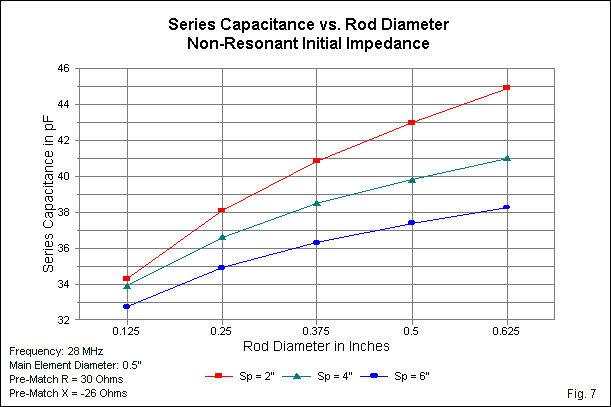 Series Capacitance vs. Rod Diameter
Non-Resonant Initial Impedance
Series Capacitance in pF
46
44
42
40
38
36
34
32
0.125 0.25 0.375 0.5 0.625
Rod Diameter in Inches
Frequency: 28 MHz
Main Element Diameter: 0.5"
Pre-Match R = 30 Ohms
Pre-Match X = -26 Ohms
Sp = 2" Sp = 4" Sp = 6"
Fig. 7